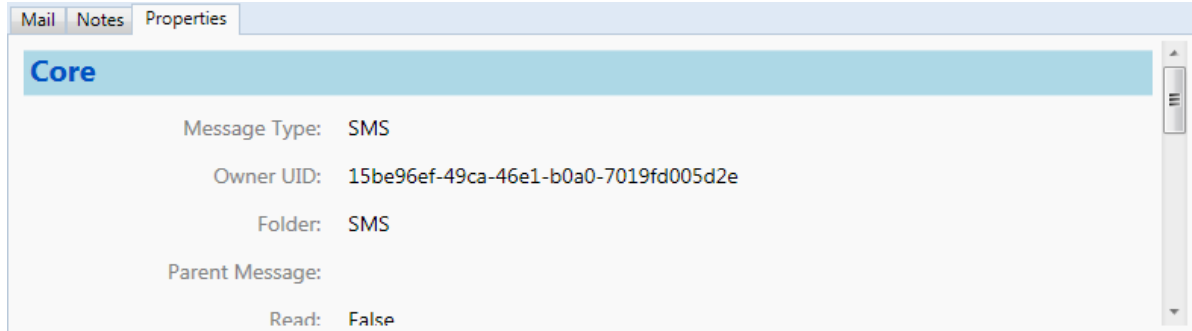 Mail Notes Properties
Core
Message Type: SMS
Owner UID: 15be96ef-49ca-46e1-b0a0-7019fd005d2e
Folder: SMS
Parent Message:
Read: False